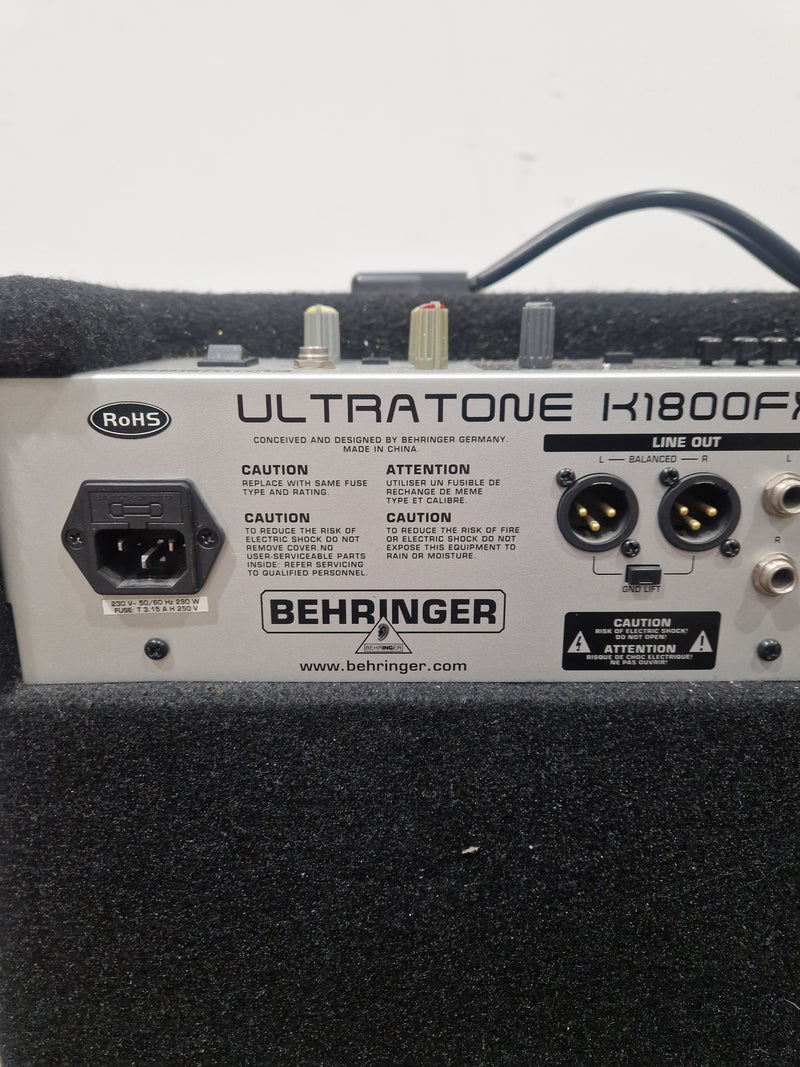 RoHS
ULTRATONE K1800FX
CONCEIVED AND DESIGNED BY BEHRINGER GERMANY.
MADE IN CHINA.
CAUTION
REPLACE WITH SAME FUSE
TYPE AND RATING.
ATTENTION
UTILISER UN FUSIBLE DE
RECHANGE DE MEME
TYPE ET CALIBRE.
CAUTION
TO REDUCE THE RISK OF
ELECTRIC SHOCK DO NOT
REMOVE COVER.NO
USER-SERVICEABLE PARTS
INSIDE: REFER SERVICING
TO QUALIFIED PERSONNEL.
CAUTION
TO REDUCE THE RISK OF FIRE
OR ELECTRIC SHOCK DO NOT
EXPOSE THIS EQUIPMENT TO
RAIN OR MOISTURE.
230 V~ 50/60 Hz 290 W
FUSE: T 3.15 A H 250 V
BEHRINGER
BEHRINGER
www.behringer.com
LINE OUT
L — BALANCED — R
L
R
GND LIFT
CAUTION
RISK OF ELECTRIC SHOCK!
DO NOT OPEN!
ATTENTION
RISQUE DE CHOC ELECTRIQUE!
NE PAS OUVRIR!